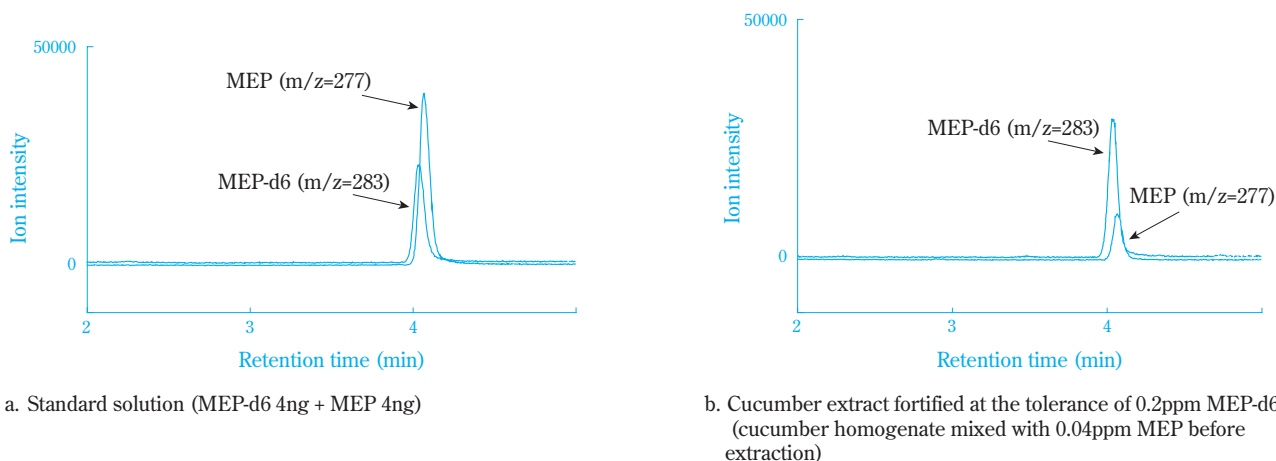 50000
MEP (m/z=277)
MEP-d6 (m/z=283)
Ion intensity
0
2
3
4
Retention time (min)
a. Standard solution (MEP-d6 4ng + MEP 4ng)
50000
MEP-d6 (m/z=283)
MEP (m/z=277)
Ion intensity
0
2
3
4
Retention time (min)
b. Cucumber extract fortified at the tolerance of 0.2ppm MEP-d6
(cucumber homogenate mixed with 0.04ppm MEP before
extraction)